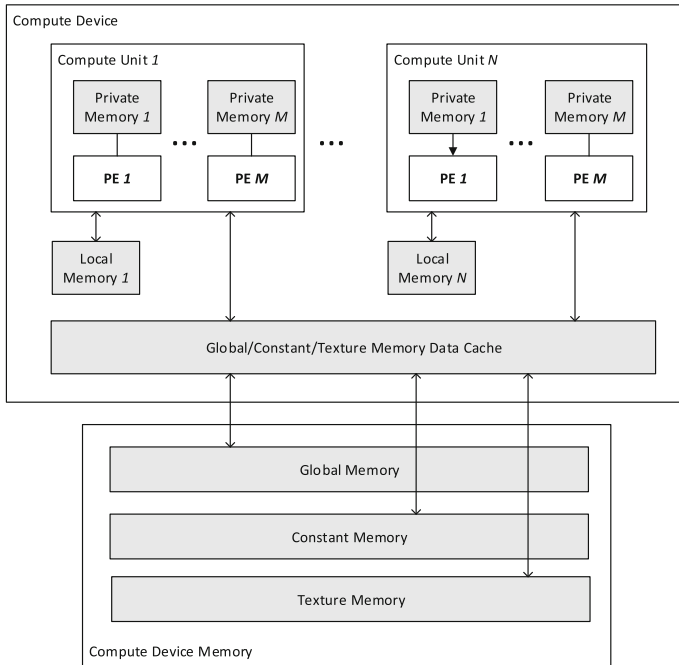 Compute Device
Compute Unit 1
Compute Unit N
Private
Memory 1
Private
Memory M
Private
Memory 1
Private
Memory M
PE 1
PE M
PE 1
PE M
Local
Memory 1
Local
Memory N
Global/Constant/Texture Memory Data Cache
Global Memory
Constant Memory
Texture Memory
Compute Device Memory